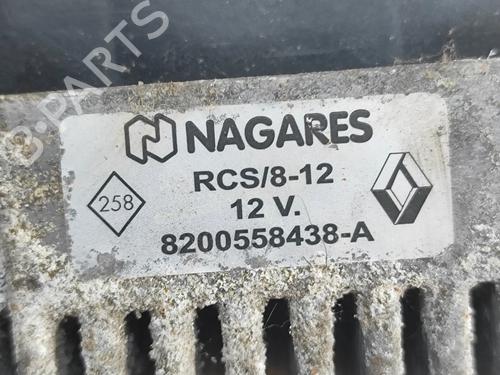 NAGARES
RCS/8-12
258
12 V.
8200558438-A
B-PARTS